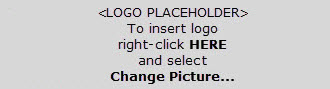 <LOGO PLACEHOLDER>
To insert logo
right-click HERE
and select
Change Picture...